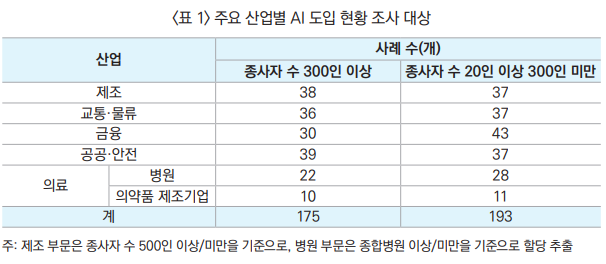 〈표 1〉 주요 산업별 AI 도입 현황 조사 대상
산업 사례 수(개)
종사자 수 300인 이상 종사자 수 20인 이상 300인 미만
제조 38 37
교통·물류 36 37
금융 30 43
공공·안전 39 37
의료 병원 22 28
의약품 제조기업 10 11
계 175 193
주: 제조 부문은 종사자 수 500인 이상/미만을 기준으로, 병원 부문은 종합병원 이상/미만을 기준으로 할당 추출